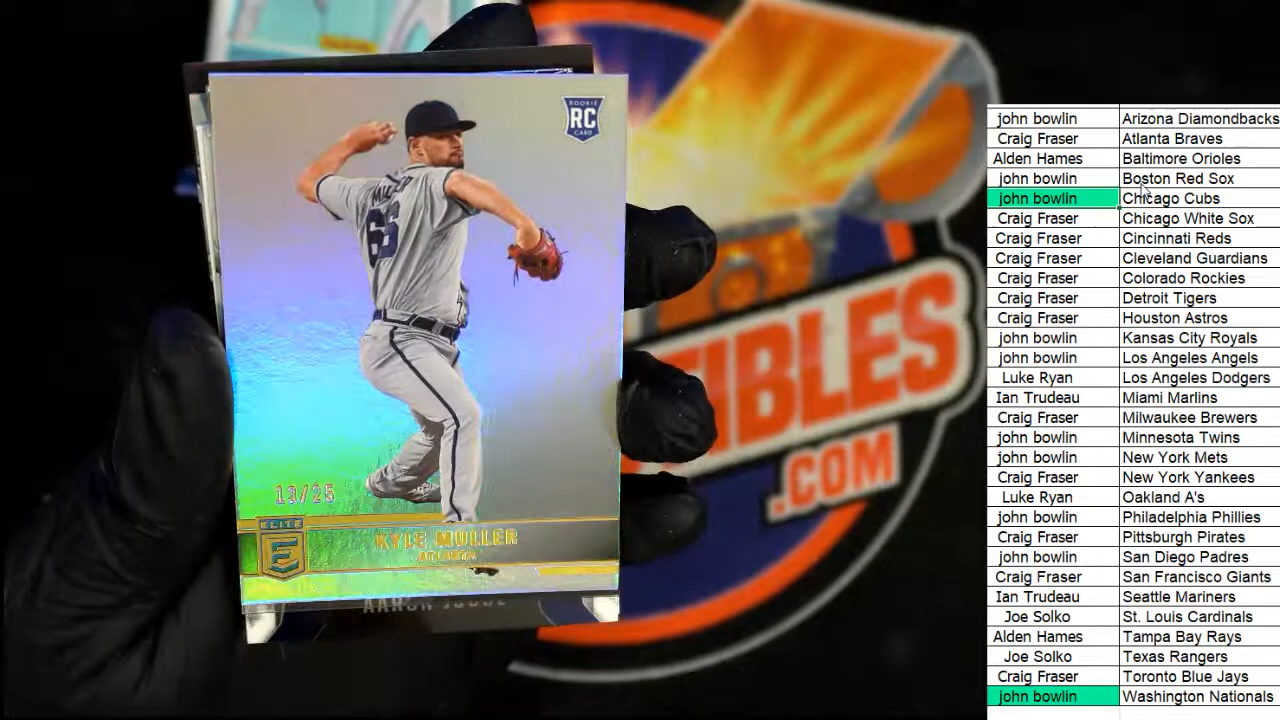 ROOKIE
RC
CARD
MULLER
66
13/25
ELITE
E
KYLE MULLER
ATLANTA
AARON JUDGE
IBLES
.COM
john bowlin Arizona Diamondbacks
Craig Fraser Atlanta Braves
Alden Hames Baltimore Orioles
john bowlin Boston Red Sox
john bowlin Chicago Cubs
Craig Fraser Chicago White Sox
Craig Fraser Cincinnati Reds
Craig Fraser Cleveland Guardians
Craig Fraser Colorado Rockies
Craig Fraser Detroit Tigers
Craig Fraser Houston Astros
john bowlin Kansas City Royals
john bowlin Los Angeles Angels
Luke Ryan Los Angeles Dodgers
Ian Trudeau Miami Marlins
Craig Fraser Milwaukee Brewers
john bowlin Minnesota Twins
john bowlin New York Mets
Craig Fraser New York Yankees
Luke Ryan Oakland A's
john bowlin Philadelphia Phillies
Craig Fraser Pittsburgh Pirates
john bowlin San Diego Padres
Craig Fraser San Francisco Giants
Ian Trudeau Seattle Mariners
Joe Solko St. Louis Cardinals
Alden Hames Tampa Bay Rays
Joe Solko Texas Rangers
Craig Fraser Toronto Blue Jays
john bowlin Washington Nationals